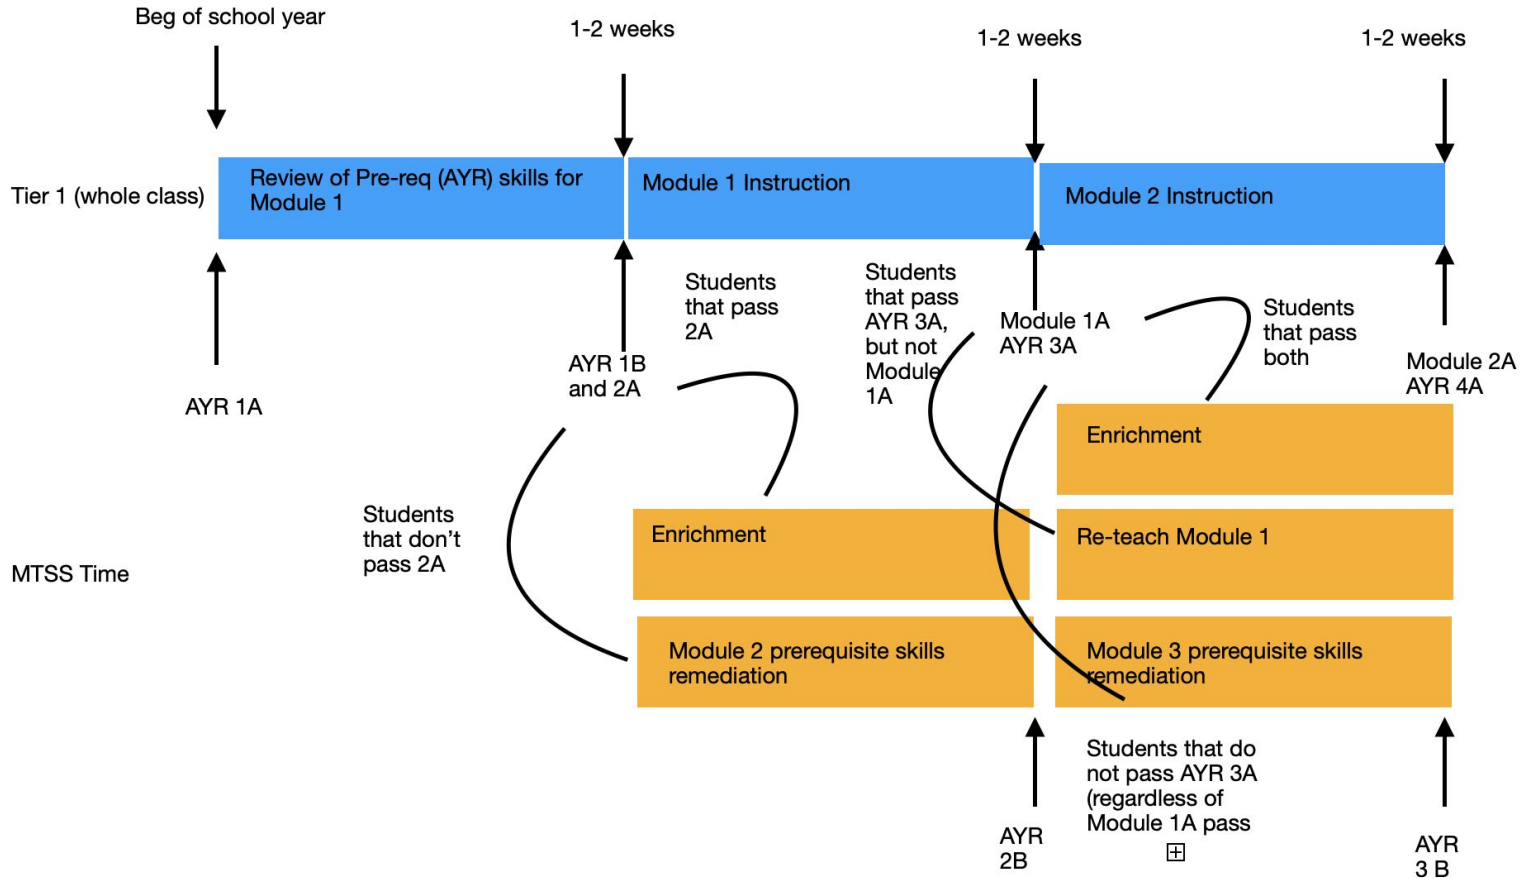 Beg of school year
1-2 weeks
1-2 weeks
1-2 weeks
Tier 1 (whole class)
Review of Pre-req (AYR) skills for
Module 1
Module 1 Instruction
Module 2 Instruction
AYR 1A
AYR 1B
and 2A
Students
that pass
2A
Students
that pass
AYR 3A,
but not
Module
1A
Module 1A
AYR 3A
Students
that pass
both
Module 2A
AYR 4A
Students
that don’t
pass 2A
MTSS Time
Enrichment
Enrichment
Re-teach Module 1
Module 2 prerequisite skills
remediation
Module 3 prerequisite skills
remediation
AYR
2B
Students that do
not pass AYR 3A
(regardless of
Module 1A pass
AYR
3 B